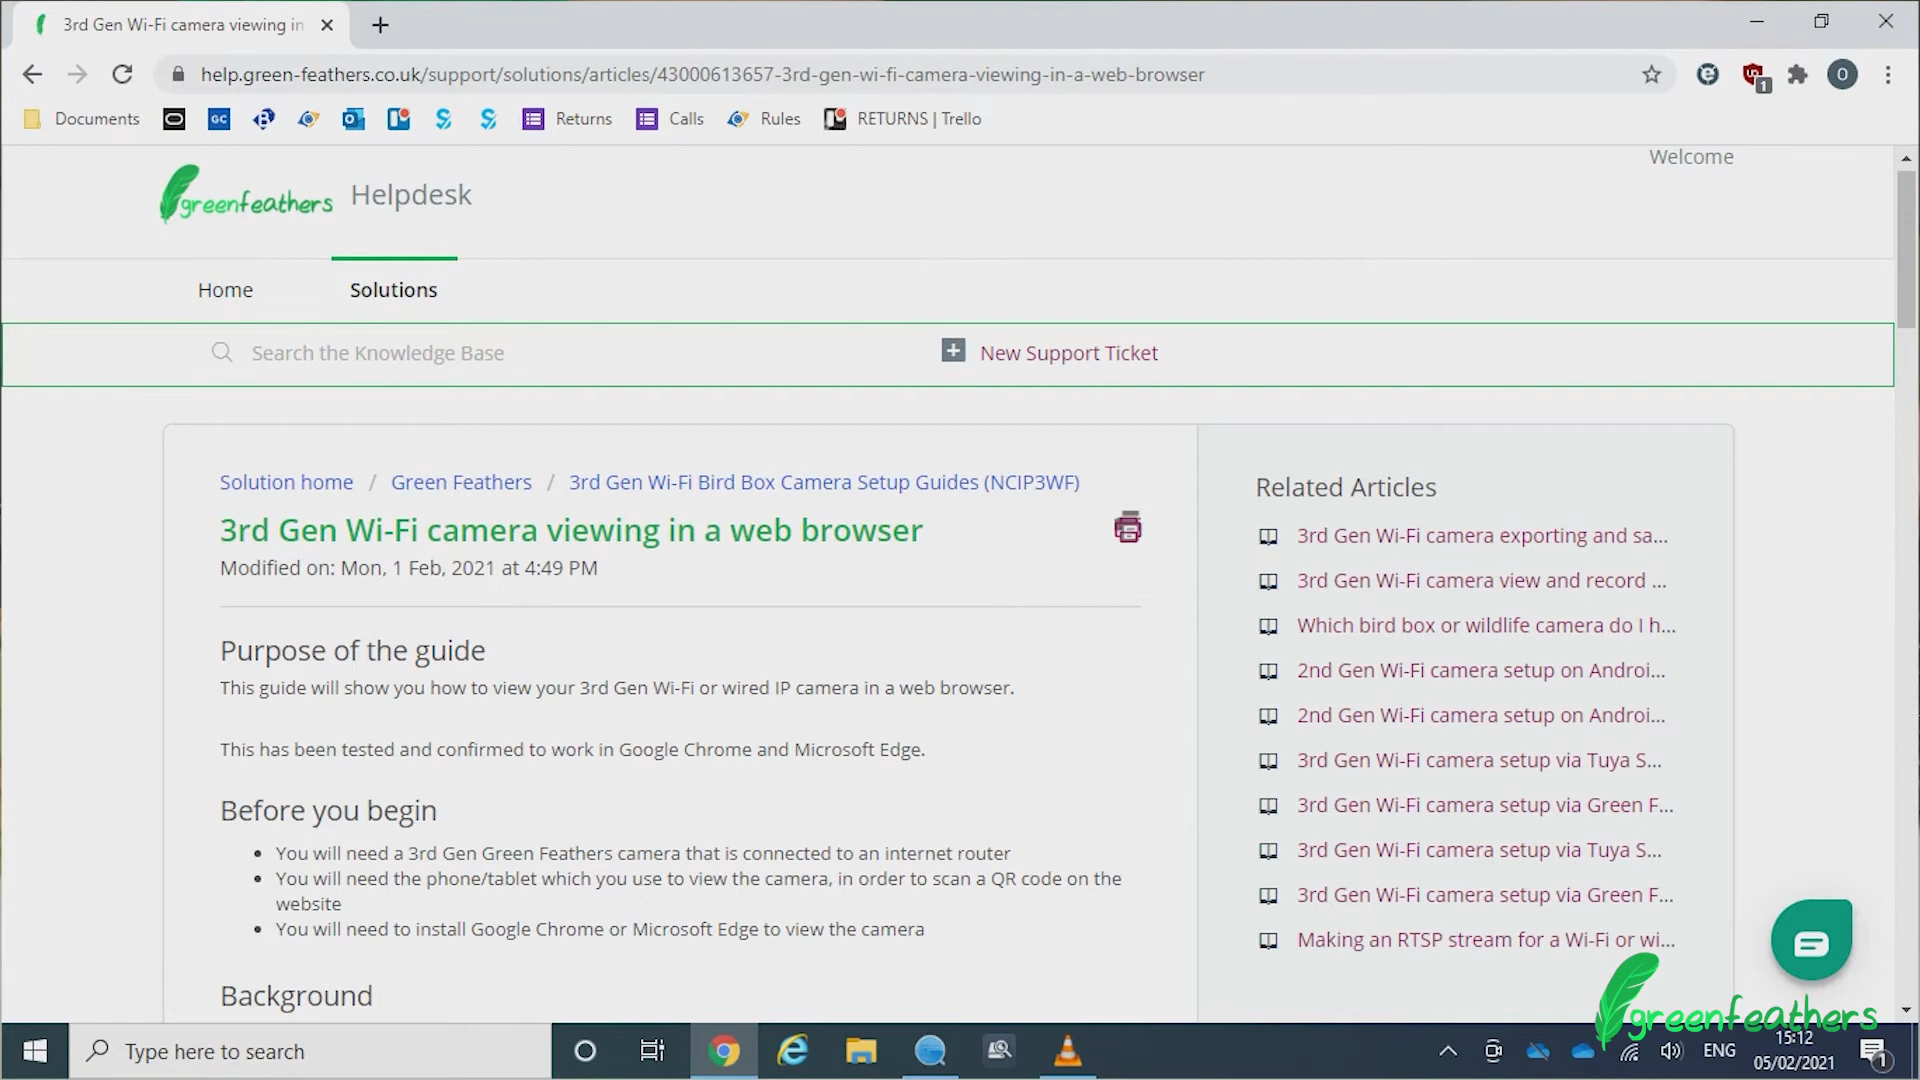 3rd Gen Wi-Fi camera viewing in
help.green-feathers.co.uk/support/solutions/articles/43000613657-3rd-gen-wi-fi-camera-viewing-in-a-web-browser
1
O
Documents
GC
Returns
Calls
Rules
RETURNS | Trello
Welcome
greenfeathers Helpdesk
Home
Solutions
Search the Knowledge Base
New Support Ticket
Solution home / Green Feathers / 3rd Gen Wi-Fi Bird Box Camera Setup Guides (NCIP3WF)
3rd Gen Wi-Fi camera viewing in a web browser
Modified on: Mon, 1 Feb, 2021 at 4:49 PM
Purpose of the guide
This guide will show you how to view your 3rd Gen Wi-Fi or wired IP camera in a web browser.
This has been tested and confirmed to work in Google Chrome and Microsoft Edge.
Before you begin
• You will need a 3rd Gen Green Feathers camera that is connected to an internet router
• You will need the phone/tablet which you use to view the camera, in order to scan a QR code on the
website
• You will need to install Google Chrome or Microsoft Edge to view the camera
Background
Related Articles
3rd Gen Wi-Fi camera exporting and sa...
3rd Gen Wi-Fi camera view and record ...
Which bird box or wildlife camera do I h...
2nd Gen Wi-Fi camera setup on Androi...
2nd Gen Wi-Fi camera setup on Androi...
3rd Gen Wi-Fi camera setup via Tuya S...
3rd Gen Wi-Fi camera setup via Green F...
3rd Gen Wi-Fi camera setup via Tuya S...
3rd Gen Wi-Fi camera setup via Green F...
Making an RTSP stream for a Wi-Fi or wi...
greenfeathers
Type here to search
ENG
15:12
05/02/2021
1